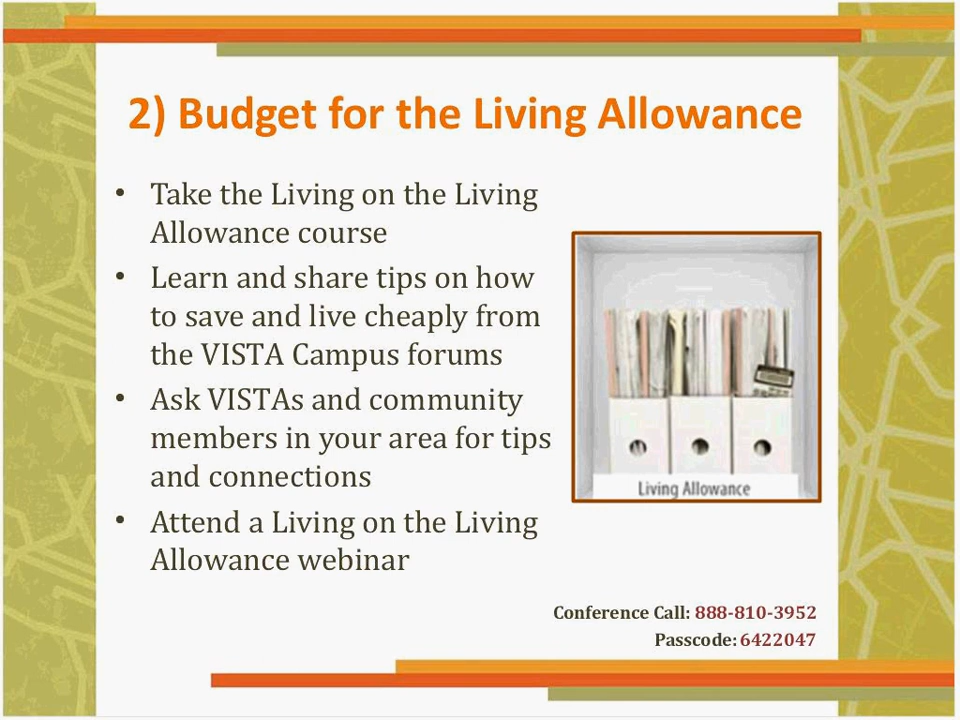 2) Budget for the Living Allowance
• Take the Living on the Living
Allowance course
• Learn and share tips on how
to save and live cheaply from
the VISTA Campus forums
• Ask VISTAs and community
members in your area for tips
and connections
• Attend a Living on the Living
Allowance webinar
Living Allowance
Conference Call: 888-810-3952
Passcode: 6422047